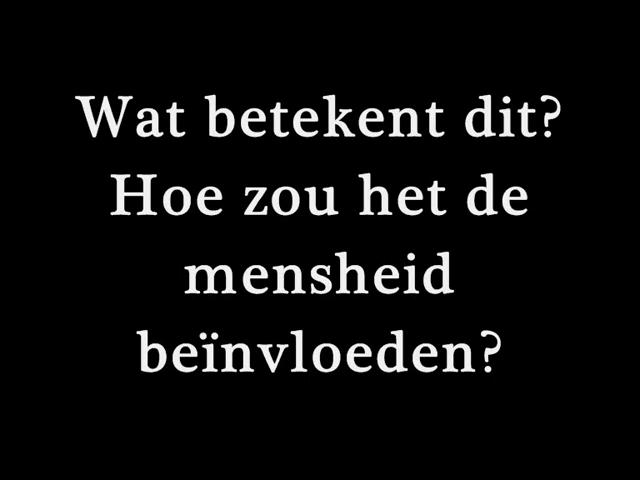 Wat betekent dit?
Hoe zou het de
mensheid
beïnvloeden?